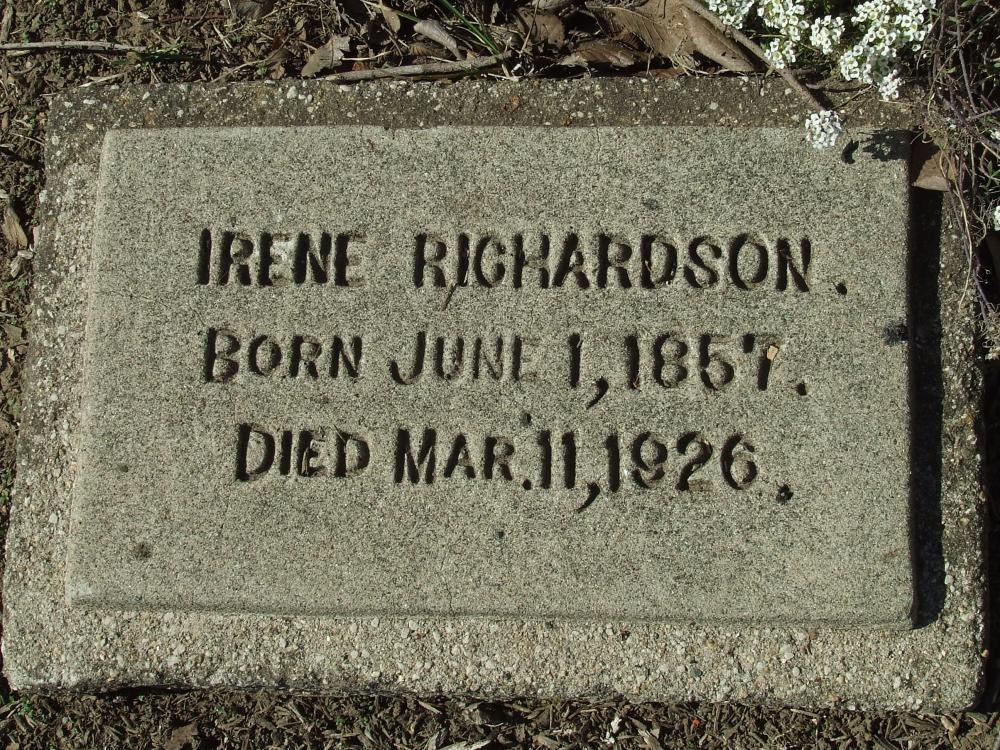 IRENE RICHARDSON.
BORN JUNE 1, 1857.
DIED MAR. 11, 1926.